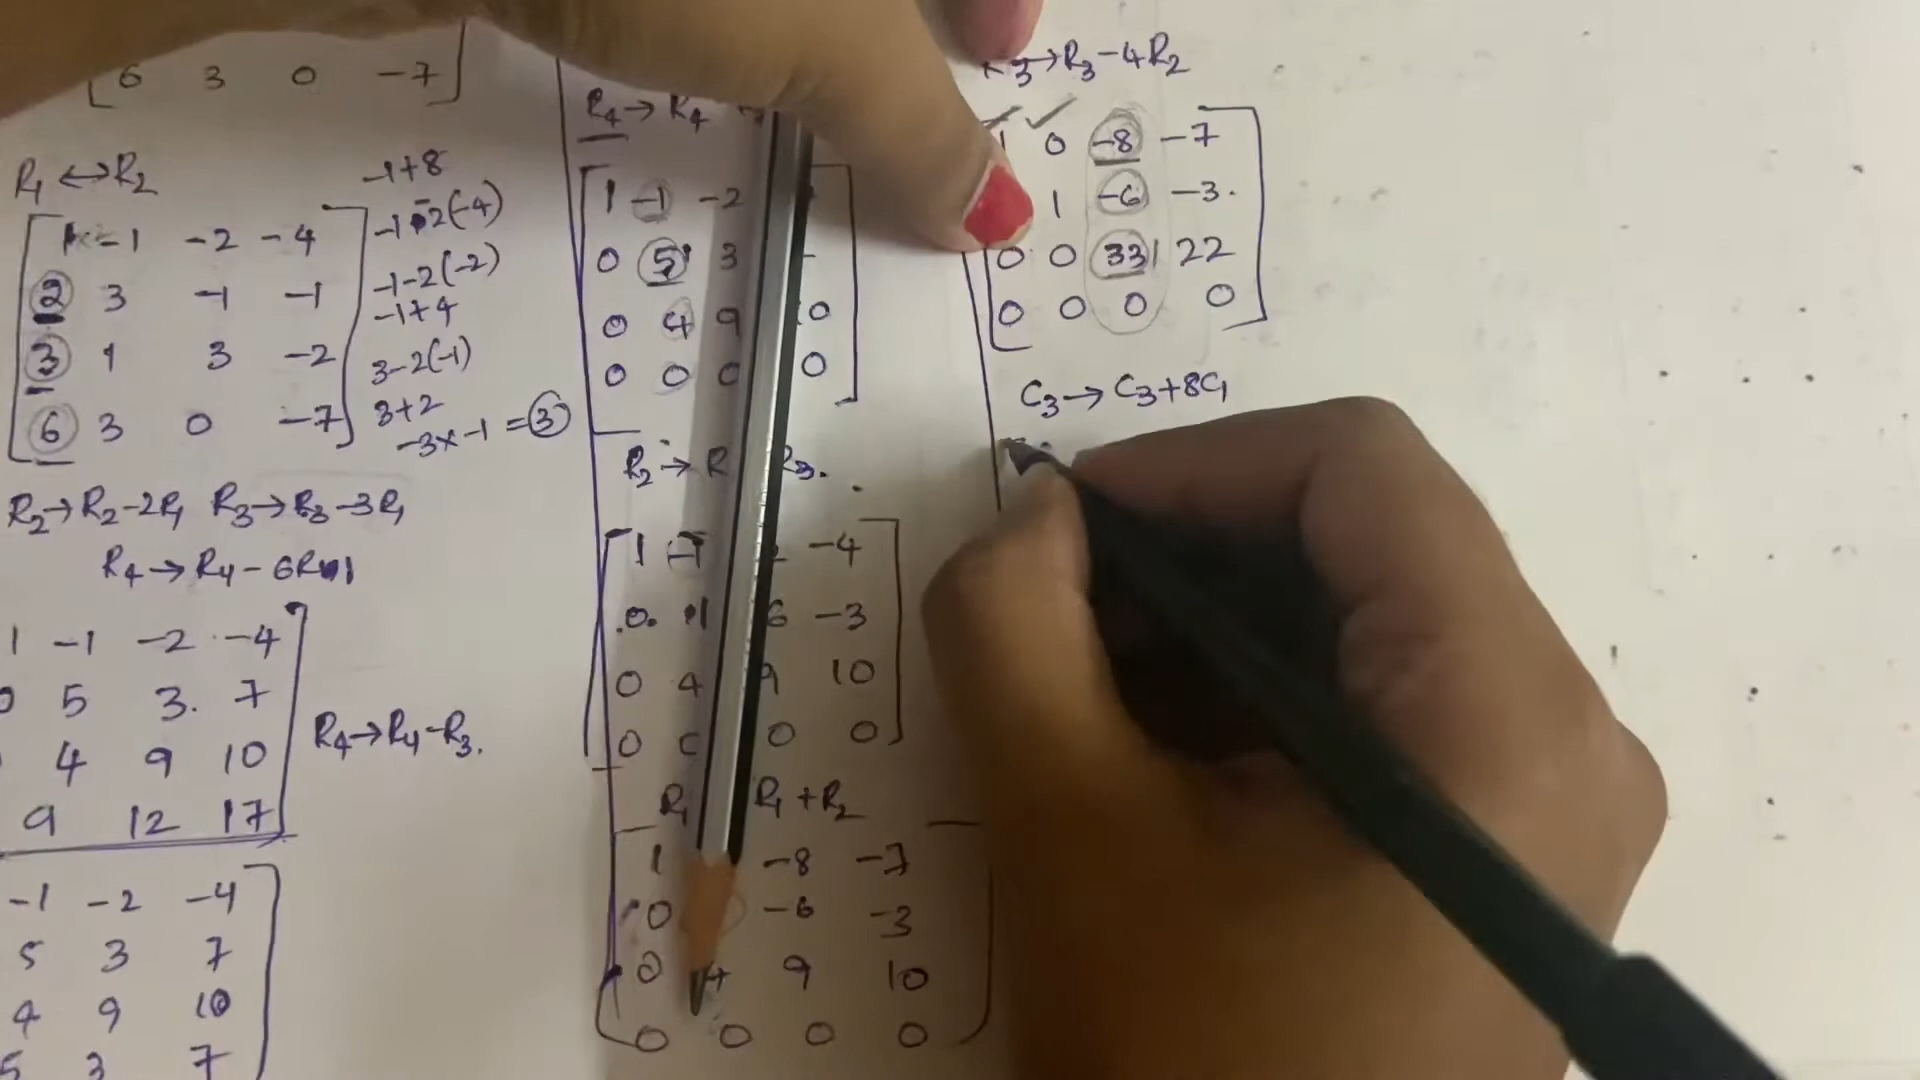 6 3 0 -7
R1 ↔ R2
-1+8
1 -1 -2 -4
-1-2(-4)
2 3 -1 -1
-1-2(-2)
-1+4
3 1 3 -2
3-2(-1)
6 3 0 -7
3+2
-3x-1 = 3
R2→R2-2R1 R3→R3-3R1
R4→R4-6R1
1 -1 -2 -4
0 5 3. 7
4 9 10
9 12 17
R4→R4-R3.
-1 -2 -4
5 3 7
4 9 10
5 3 7
R4→R4
1 -1 -2
0 5 3
0 4 9 10
0 0 0 0
R2→R R3.
1 -1 2 -4
0. 1 6 -3
0 4 9 10
0 0 0
R1 R1+R2
1 -8 -7
0 -6 -3
0 4 9 10
0 0 0 0
R3→R3-4R2
1 0 -8 -7
1 -6 -3.
0 0 33 22
0 0 0 0
C3→C3+8C1